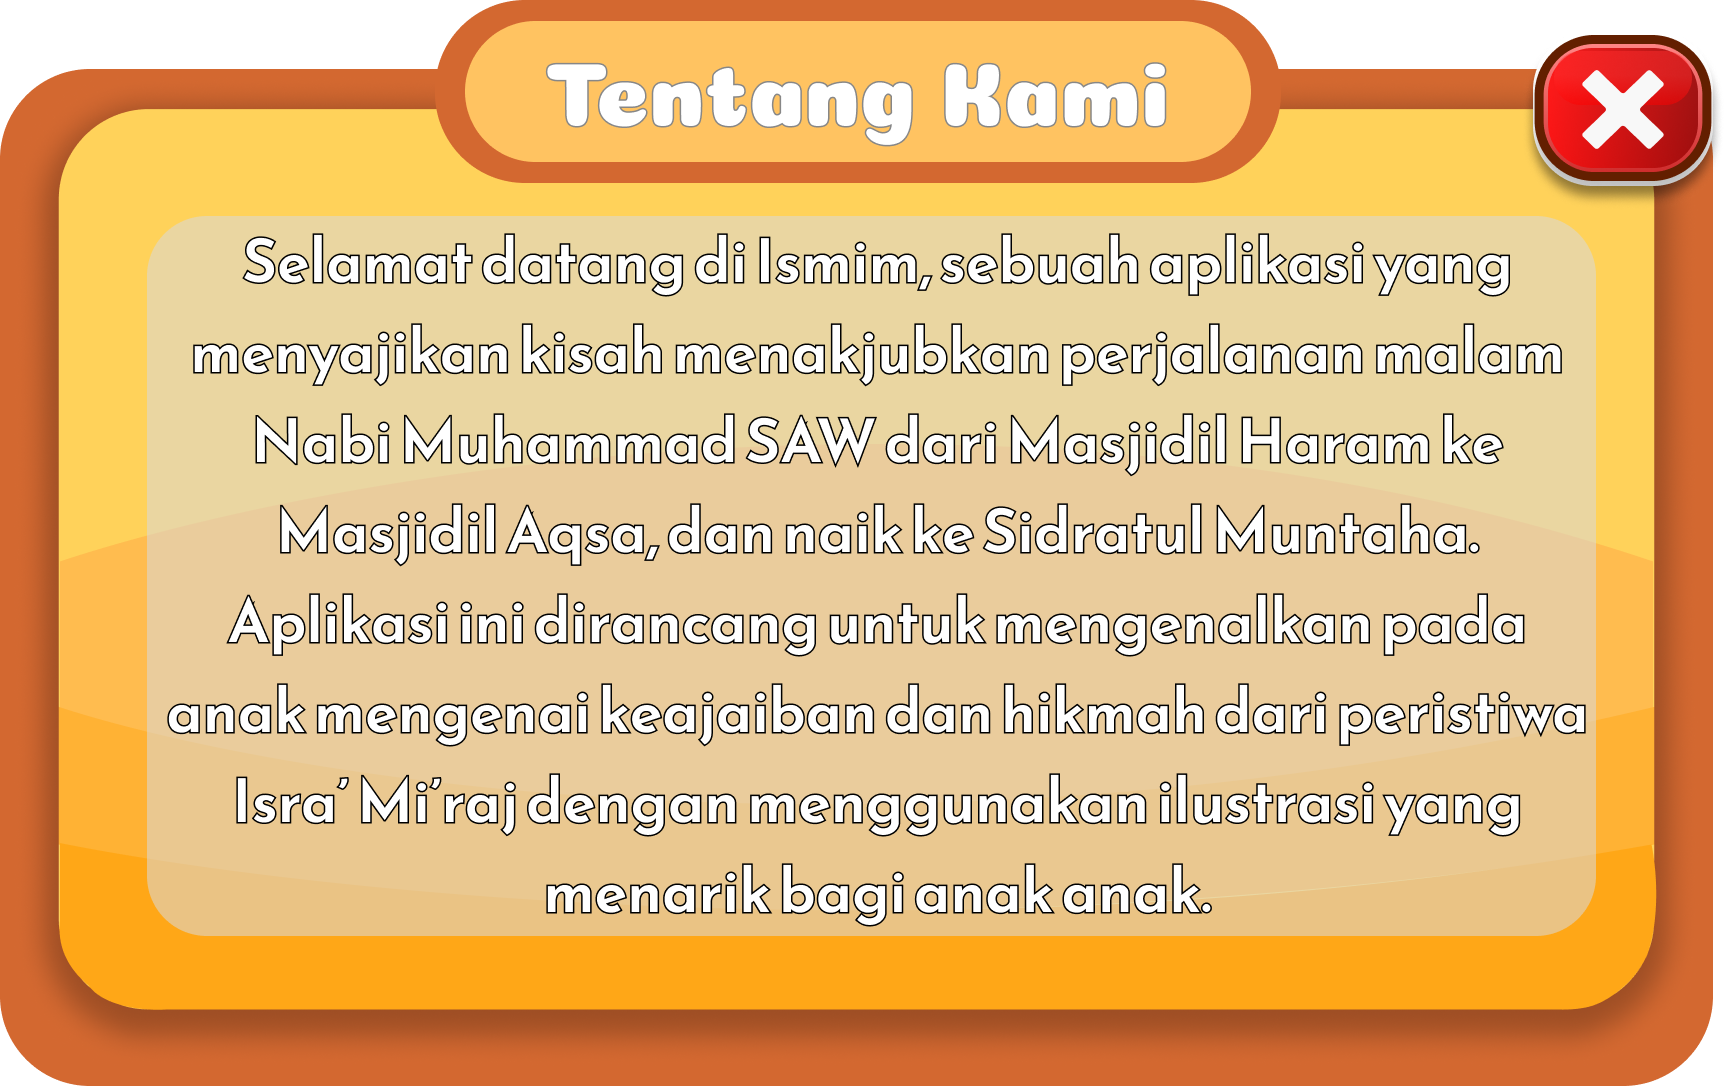 Tentang Kami
Selamat datang di Ismim, sebuah aplikasi yang
menyajikan kisah menakjubkan perjalanan malam
Nabi Muhammad SAW dari Masjidil Haram ke
Masjidil Aqsa, dan naik ke Sidratul Muntaha.
Aplikasi ini dirancang untuk mengenalkan pada
anak mengenai keajaiban dan hikmah dari peristiwa
Isra’ Mi’raj dengan menggunakan ilustrasi yang
menarik bagi anak anak.